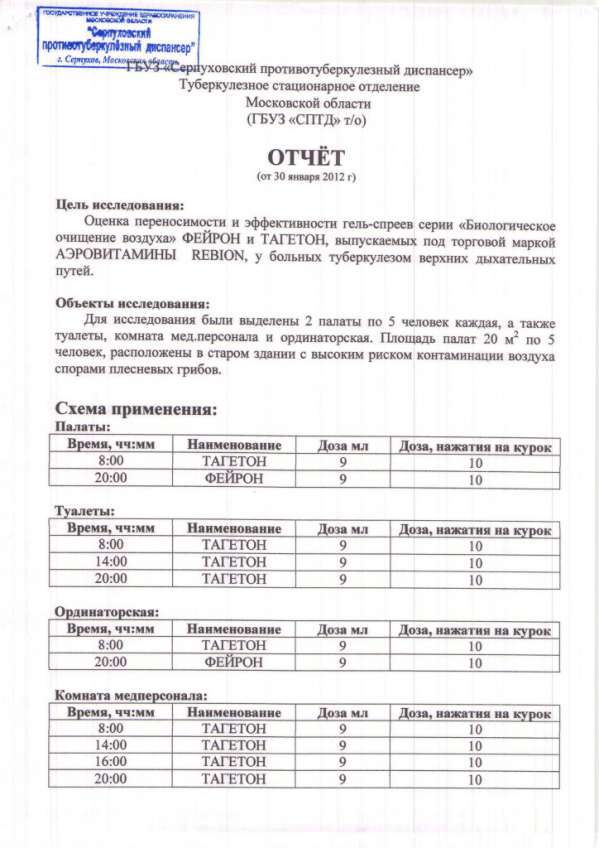 ГОСУДАРСТВЕННОЕ УЧРЕЖДЕНИЕ ЗДРАВООХРАНЕНИЯ
МОСКОВСКОЙ ОБЛАСТИ
"Серпуховский
противотуберкулёзный диспансер"
г. Серпухов, Московская область
ГБУЗ «Серпуховский противотуберкулезный диспансер»
Туберкулезное стационарное отделение
Московской области
(ГБУЗ «СПТД» т/о)
ОТЧЁТ
(от 30 января 2012 г)
Цель исследования:
Оценка переносимости и эффективности гель-спреев серии «Биологическое
очищение воздуха» ФЕЙРОН и ТАГЕТОН, выпускаемых под торговой маркой
АЭРОВИТАМИНЫ REBION, у больных туберкулезом верхних дыхательных
путей.
Объекты исследования:
Для исследования были выделены 2 палаты по 5 человек каждая, а также
туалеты, комната мед.персонала и ординаторская. Площадь палат 20 м² по 5
человек, расположены в старом здании с высоким риском контаминации воздуха
спорами плесневых грибов.
Схема применения:
Палаты:
Время, чч:мм Наименование Доза мл Доза, нажатия на курок
8:00 ТАГЕТОН 9 10
20:00 ФЕЙРОН 9 10
Туалеты:
Время, чч:мм Наименование Доза мл Доза, нажатия на курок
8:00 ТАГЕТОН 9 10
14:00 ТАГЕТОН 9 10
20:00 ТАГЕТОН 9 10
Ординаторская:
Время, чч:мм Наименование Доза мл Доза, нажатия на курок
8:00 ТАГЕТОН 9 10
20:00 ФЕЙРОН 9 10
Комната медперсонала:
Время, чч:мм Наименование Доза мл Доза, нажатия на курок
8:00 ТАГЕТОН 9 10
14:00 ТАГЕТОН 9 10
16:00 ТАГЕТОН 9 10
20:00 ТАГЕТОН 9 10